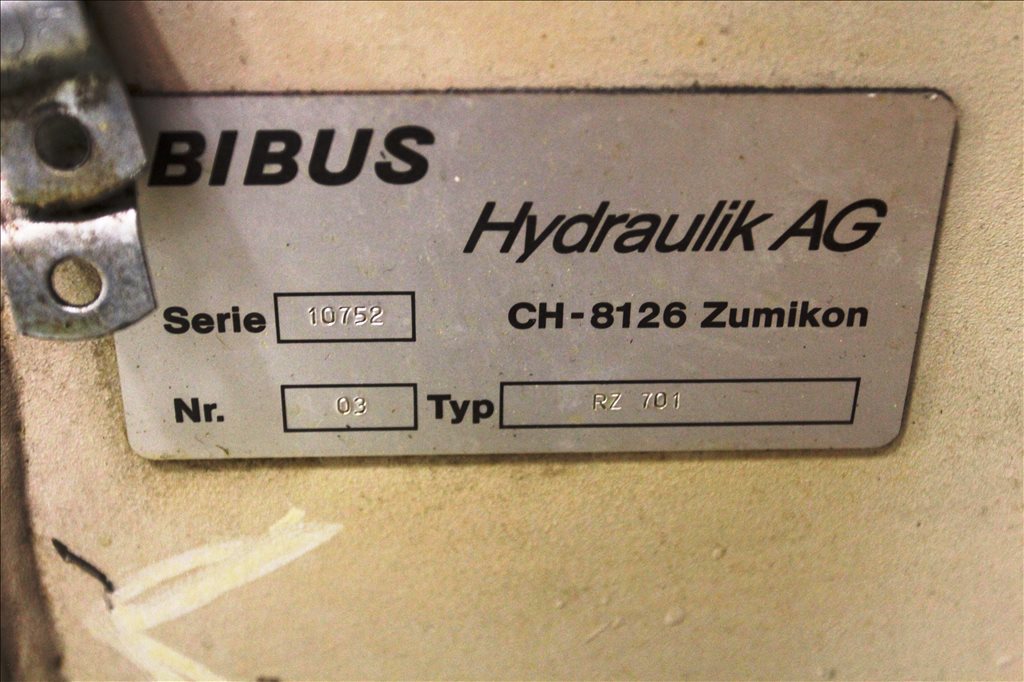 BIBUS
Hydraulik AG
Serie 10752 CH-8126 Zumikon
Nr. 03 Typ RZ 701